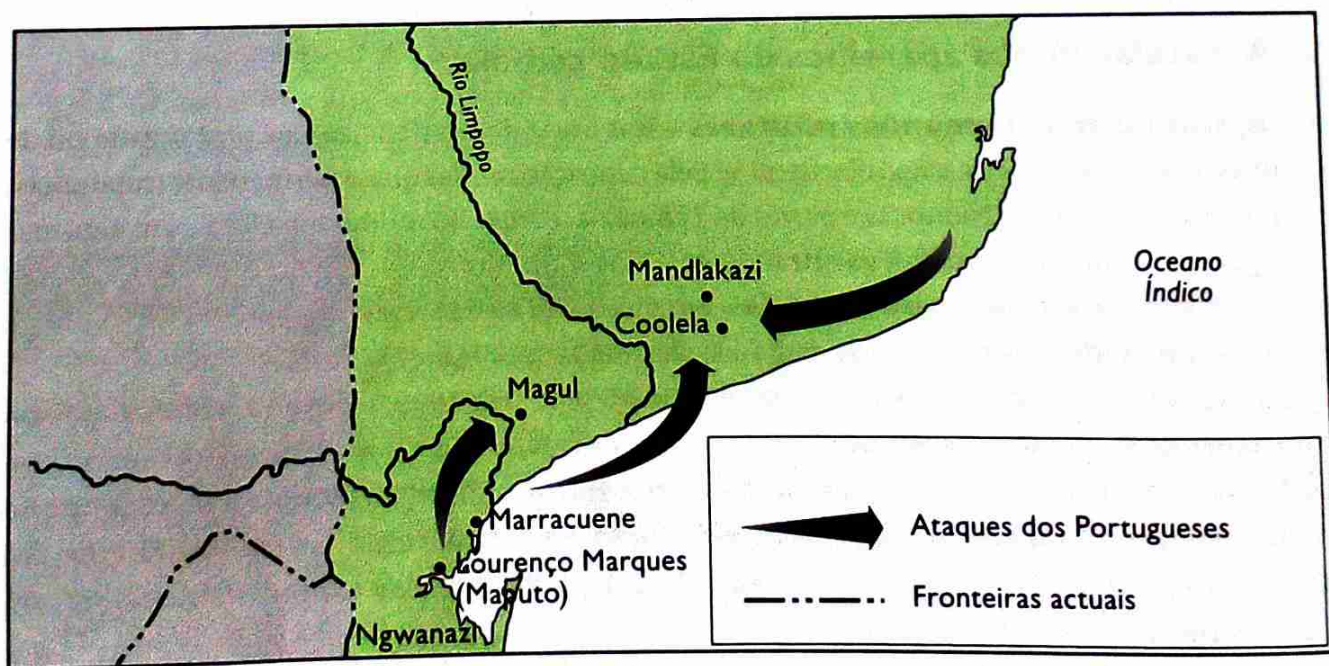 Rio Limpopo
Mandlakazi
Coolela
Oceano
Índico
Magul
Marracuene
Lourenço Marques
(Maputo)
Ngwanazi
Ataques dos Portugueses
Fronteiras actuais